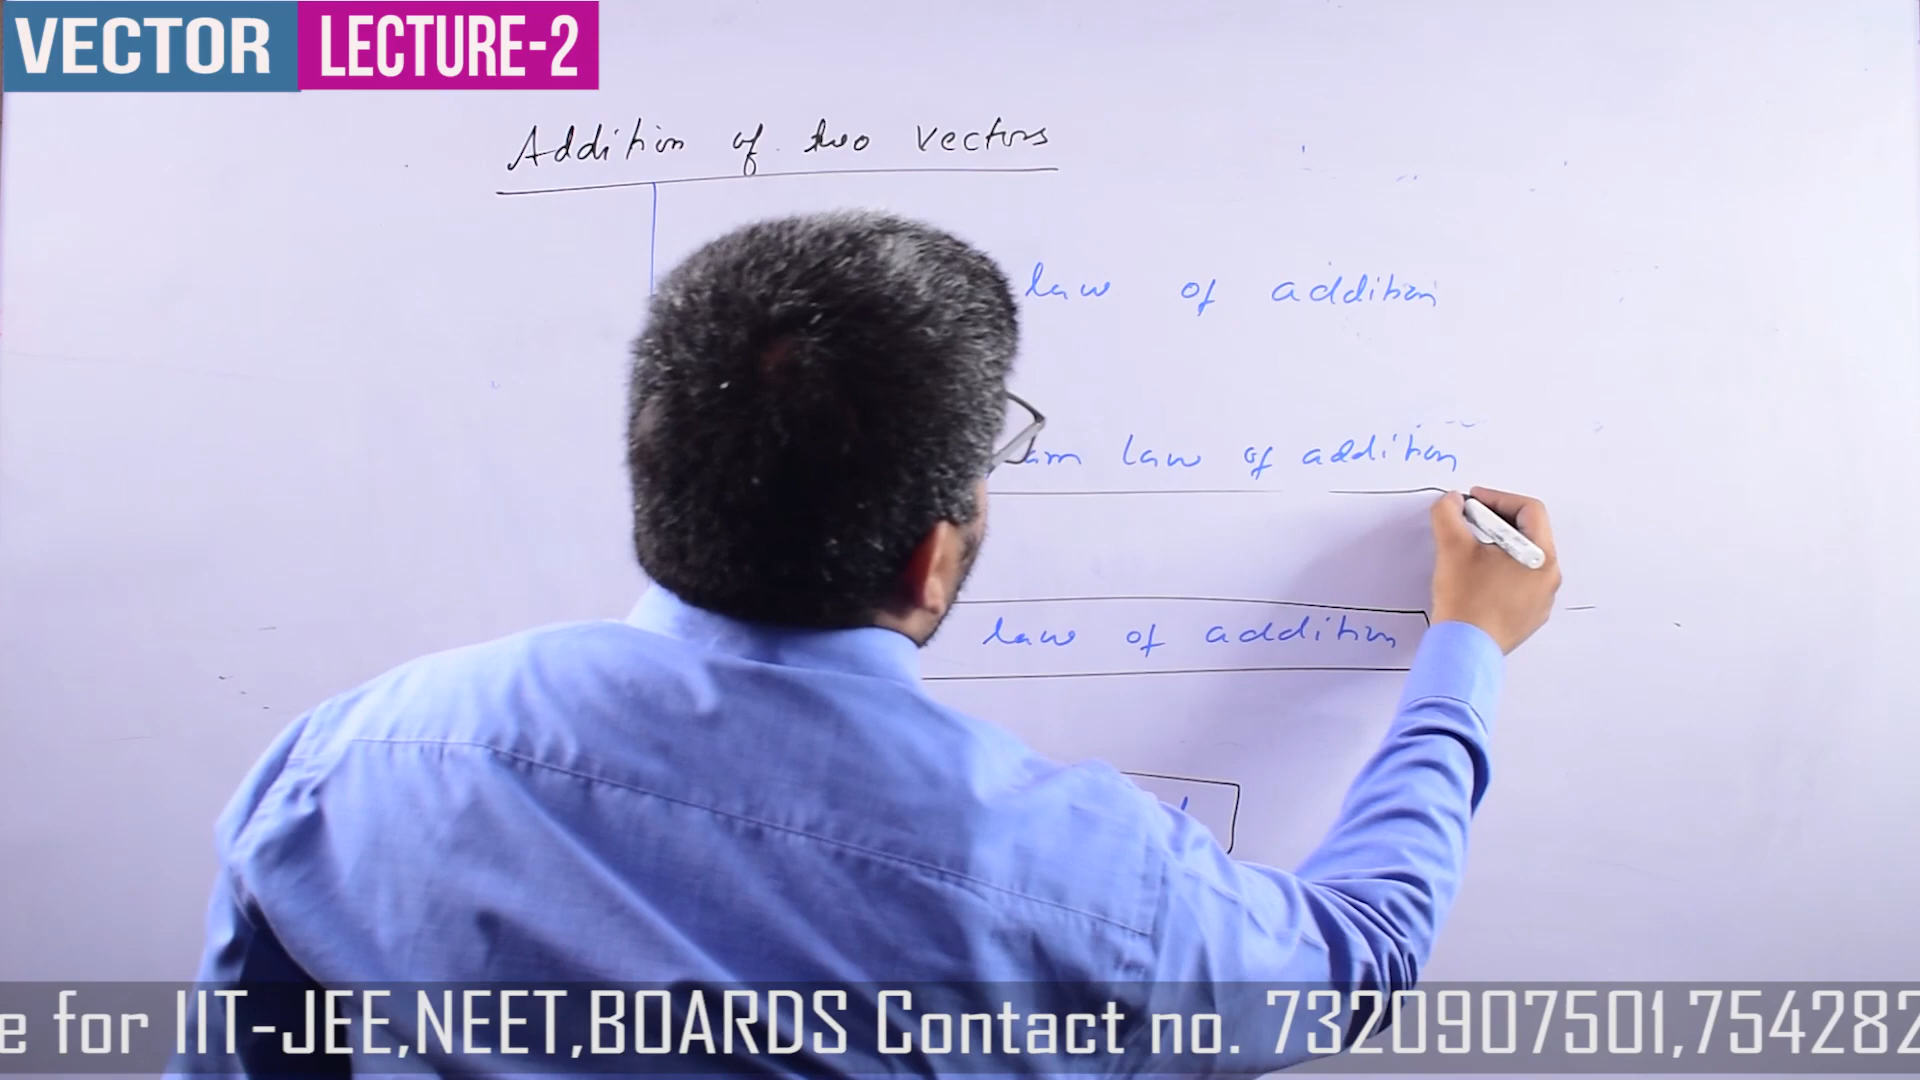 VECTOR LECTURE-2
Addition of two vectors
law of addition
am law of addition
law of addition
e for IIT-JEE,NEET,BOARDS Contact no. 7320907501,754282